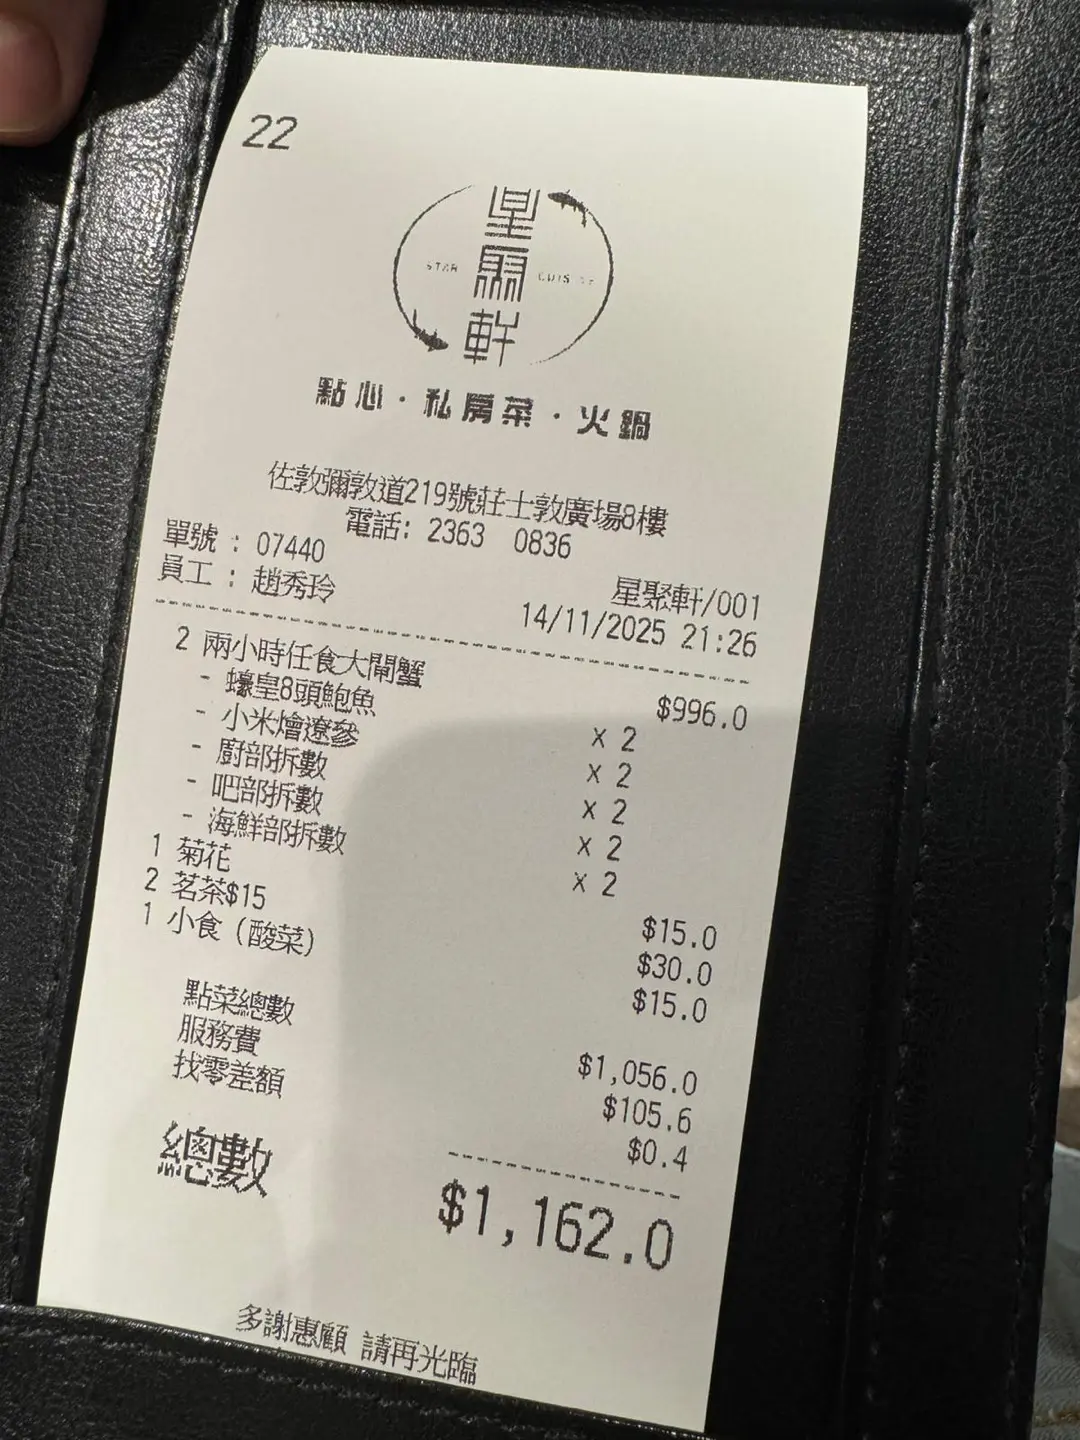 22
星聚軒
STAR CUISINE
點心·私房菜·火鍋
佐敦彌敦道219號莊士敦廣場8樓
電話: 2363 0836
單號 : 07440
員工 : 趙秀玲
星聚軒/001
14/11/2025 21:26
2 兩小時任食大閘蟹 $996.0
- 蠔皇8頭鮑魚 X 2
- 小米燴遼參 X 2
- 廚部拆數 X 2
- 吧部拆數 X 2
- 海鮮部拆數 X 2
1 菊花 $15.0
2 茗茶$15 $30.0
1 小食 (酸菜) $15.0
點菜總數 $1,056.0
服務費 $105.6
找零差額 $0.4
總數 $1,162.0
多謝惠顧 請再光臨